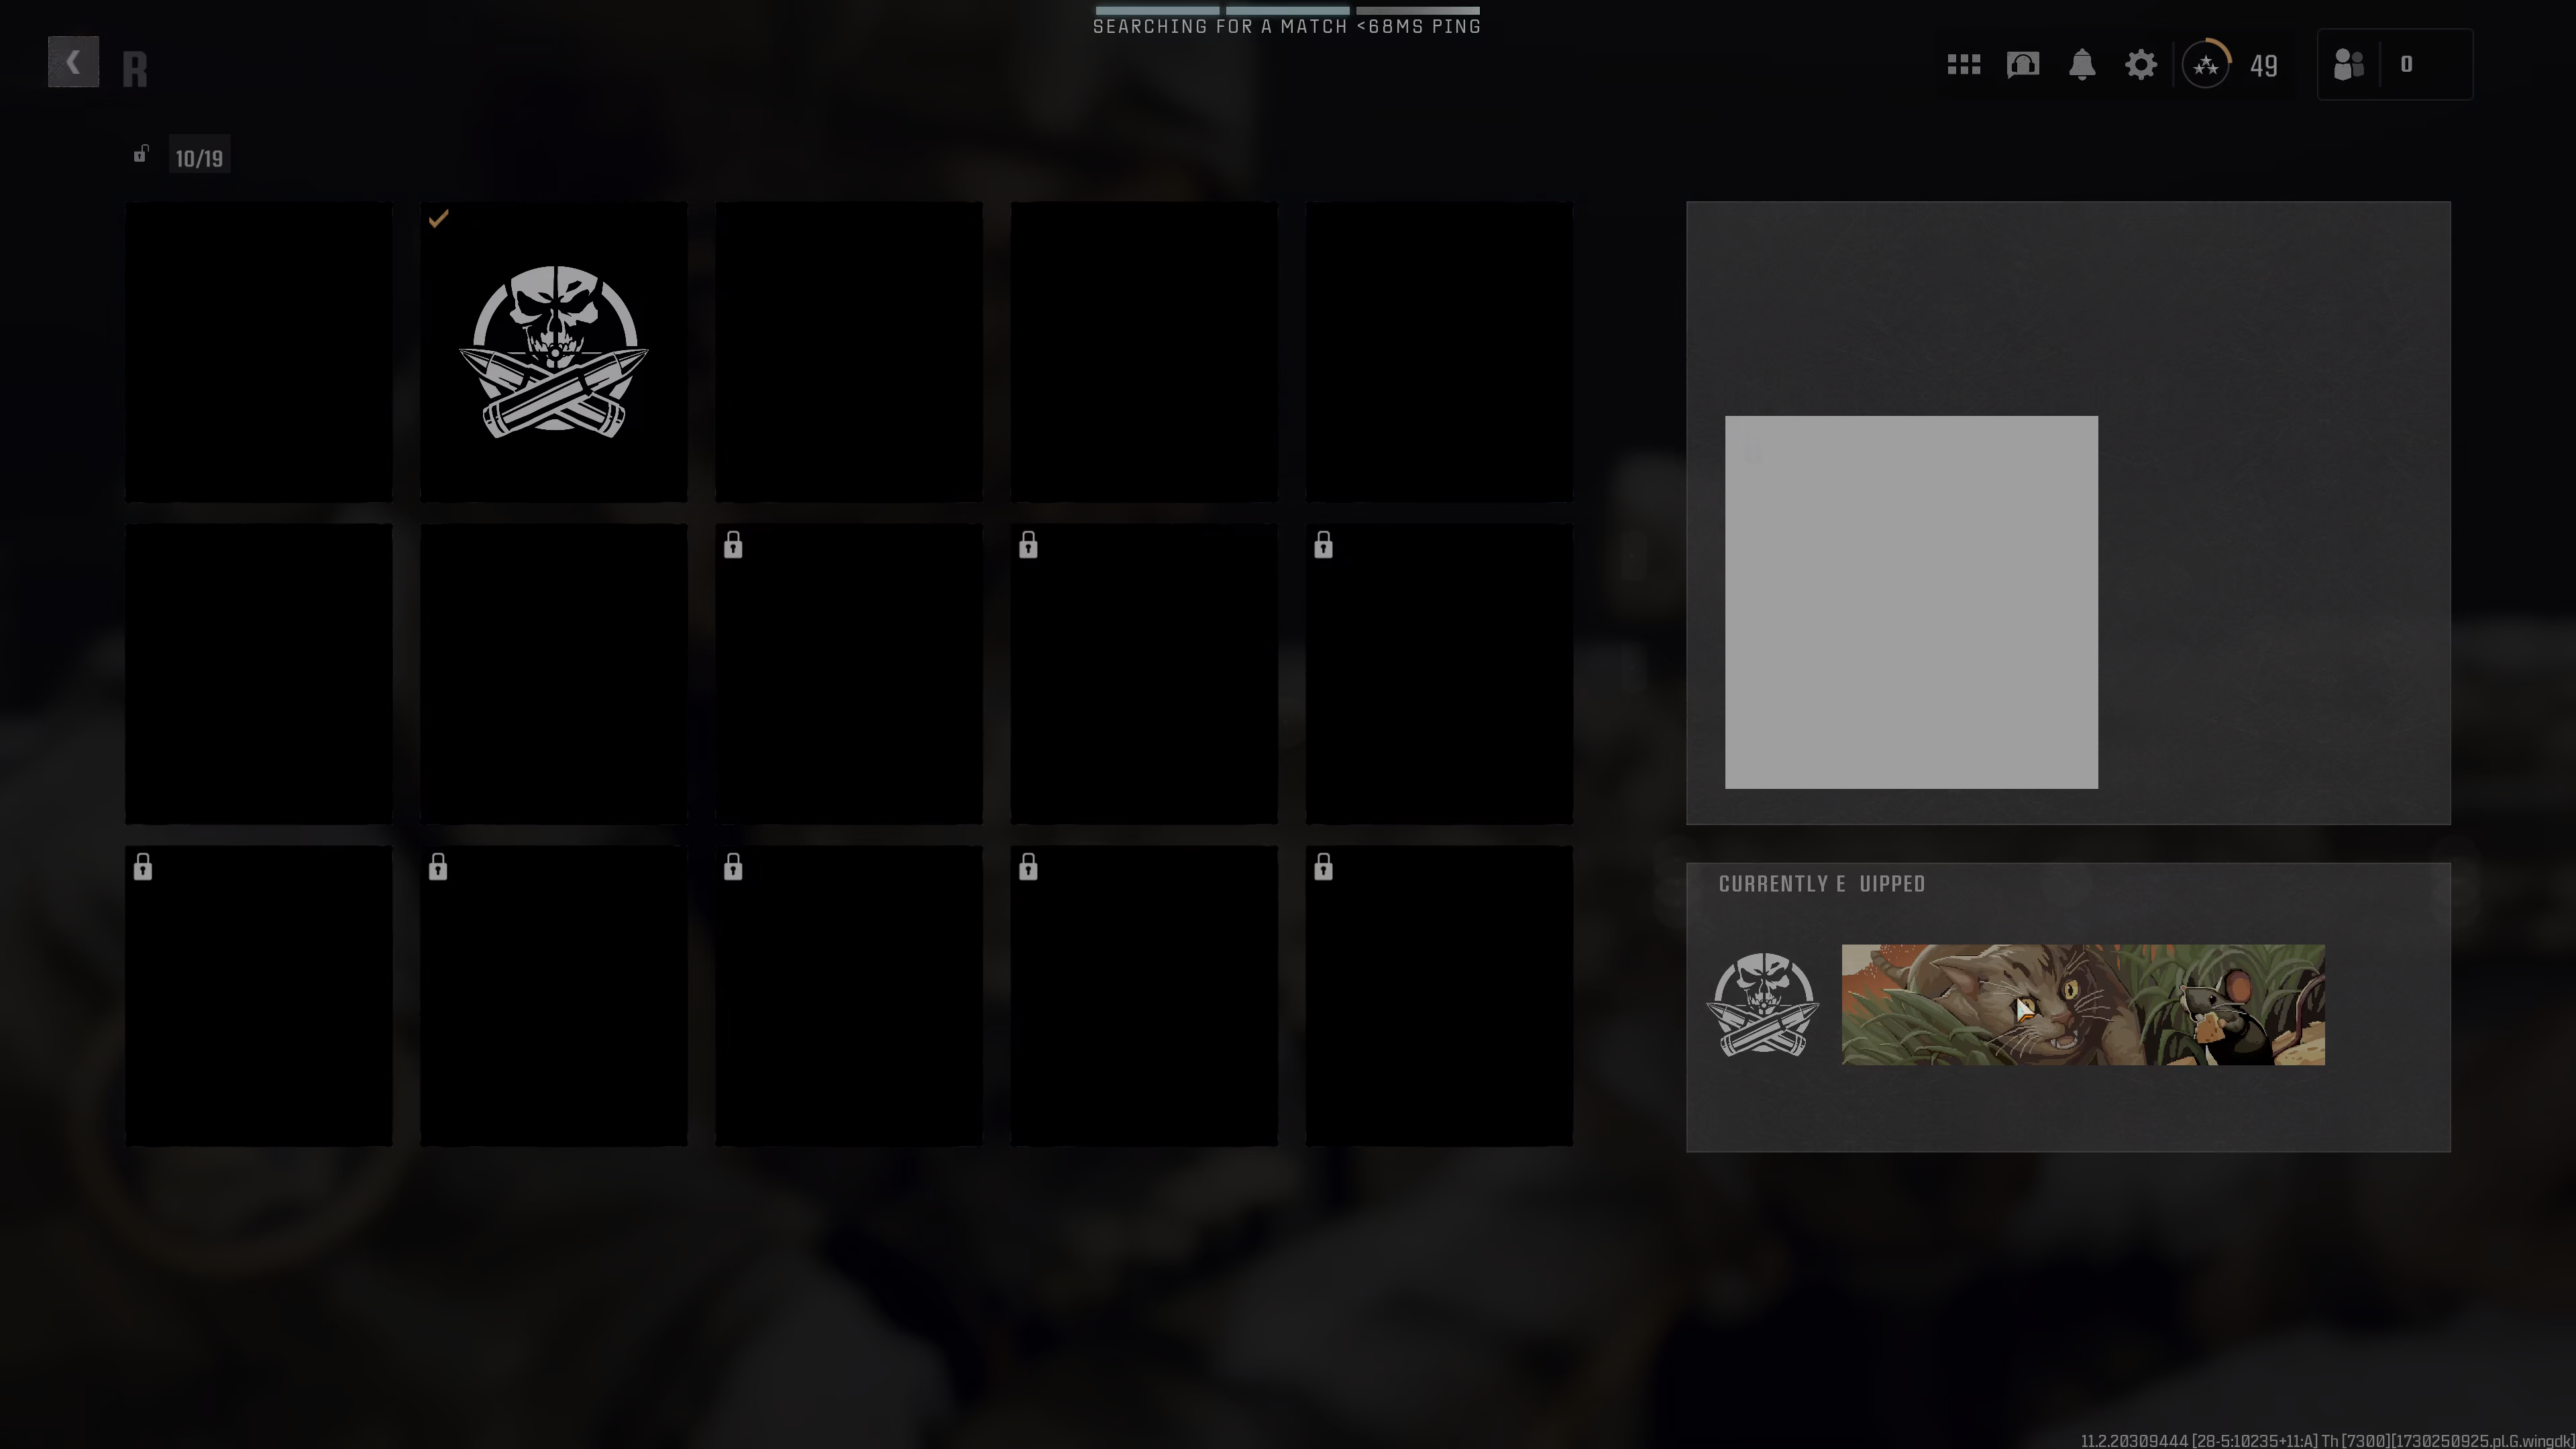 SEARCHING FOR A MATCH <68MS PING
R
49
0
10/19
CURRENTLY E UIPPED
11.2.20309444 [28-5:10235+11:A] Th [7300][1730250925.pl.G.wingdk]